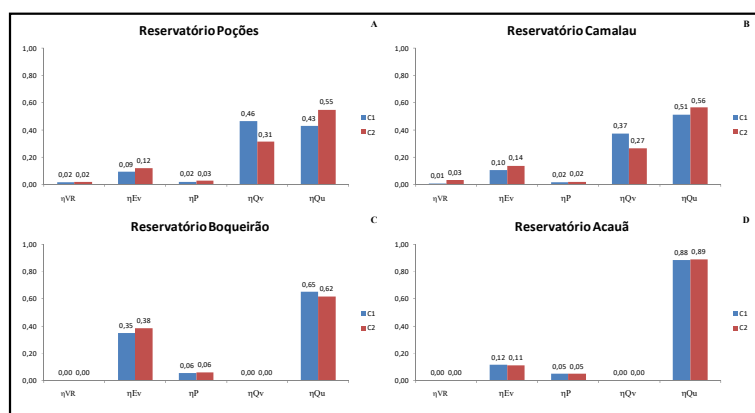 Reservatório Poções
A
1,00
0,80
0,60
0,40
0,20
0,00
0,02 0,02
0,09 0,12
0,02 0,03
0,46 0,31
0,43 0,55
ηVR ηEv ηP ηQv ηQu
C1
C2
Reservatório Camalau
B
1,00
0,80
0,60
0,40
0,20
0,00
0,01 0,03
0,10 0,14
0,02 0,02
0,37 0,27
0,51 0,56
ηVR ηEv ηP ηQv ηQu
C1
C2
Reservatório Boqueirão
C
1,00
0,80
0,60
0,40
0,20
0,00
0,00 0,00
0,35 0,38
0,06 0,06
0,00 0,00
0,65 0,62
ηVR ηEv ηP ηQv ηQu
C1
C2
Reservatório Acauã
D
1,00
0,80
0,60
0,40
0,20
0,00
0,00 0,00
0,12 0,11
0,05 0,05
0,00 0,00
0,88 0,89
ηVR ηEv ηP ηQv ηQu
C1
C2